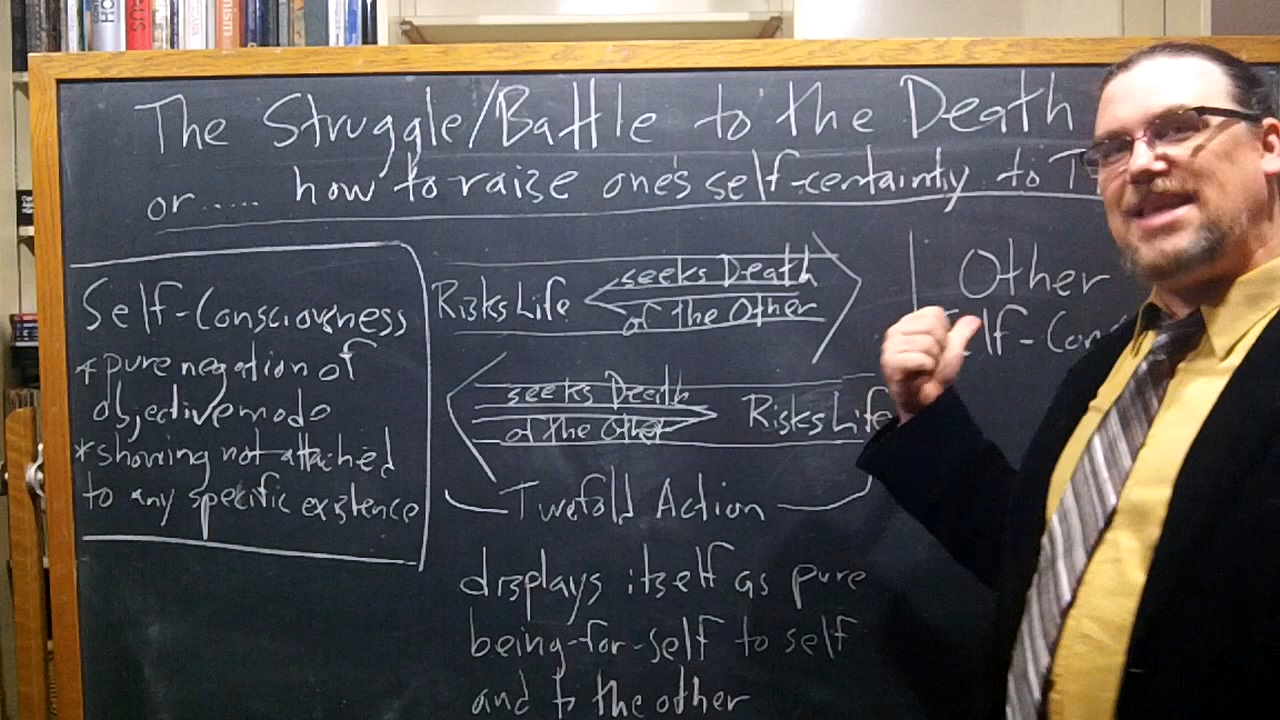 The Struggle/Battle to the Death
or..... how to raise one's self-certainty to T
Self-Consciousness
* pure negation of
objective mode
* showing not attached
to any specific existence
Risks Life
seeks Death
of the Other
seeks Death
of the Other
Risks Life
Twofold Action
displays itself as pure
being-for-self to self
and to the other
Other
Self-Con